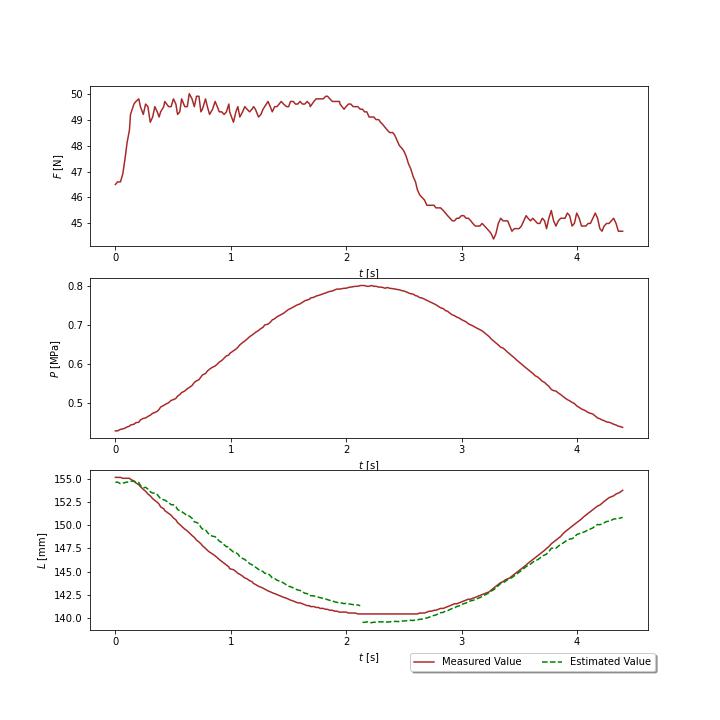 50
49
48
47
46
45
F [N]
0 1 2 3 4
t [s]
0.8
0.7
0.6
0.5
P [MPa]
0 1 2 3 4
t [s]
155.0
152.5
150.0
147.5
145.0
142.5
140.0
L [mm]
0 1 2 3 4
t [s]
Measured Value Estimated Value